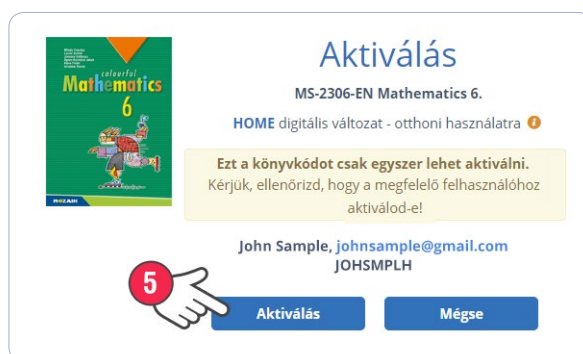 colourful
Mathematics
6
MOZAIK
Aktiválás
MS-2306-EN Mathematics 6.
HOME digitális változat - otthoni használatra i
Ezt a könyvkódot csak egyszer lehet aktiválni.
Kérjük, ellenőrizd, hogy a megfelelő felhasználóhoz
aktiválod-e!
John Sample, johnsample@gmail.com
JOHSMPLH
5
Aktiválás
Mégse